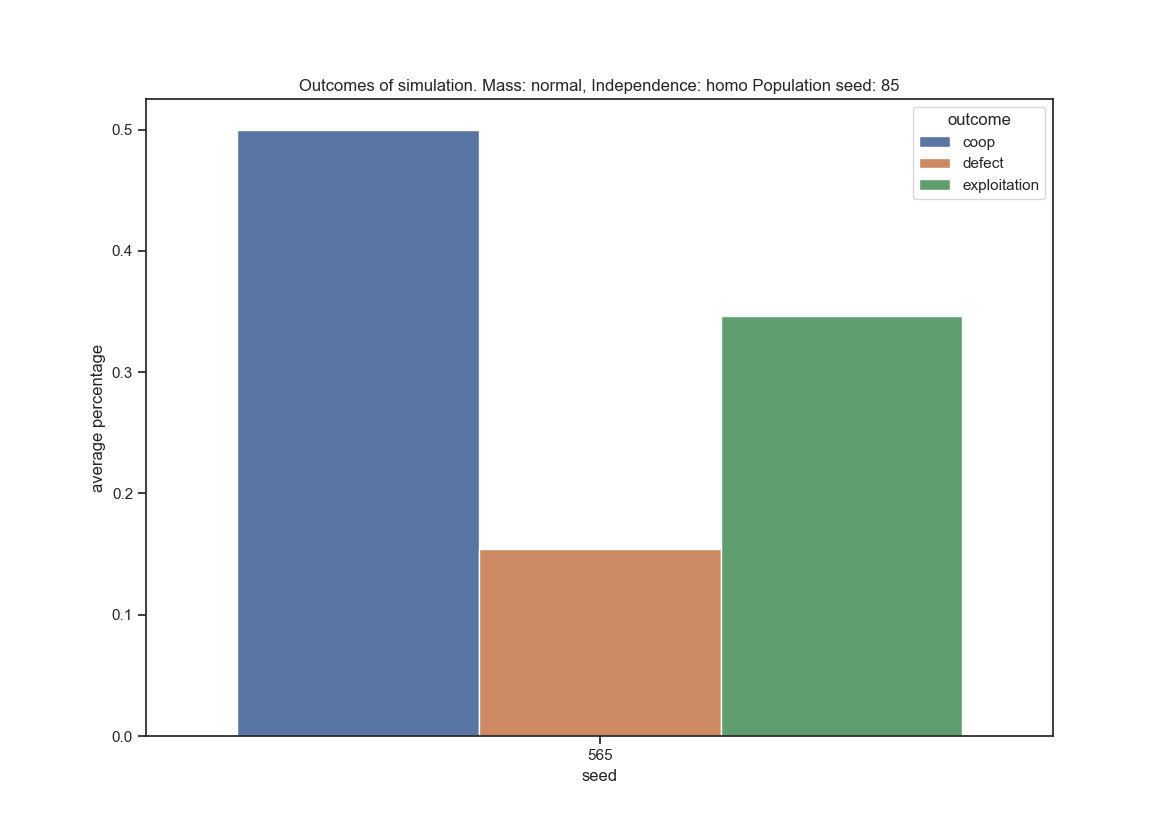 Outcomes of simulation. Mass: normal, Independence: homo Population seed: 85
outcome
coop
defect
exploitation
0.5
0.4
0.3
0.2
0.1
0.0
average percentage
565
seed